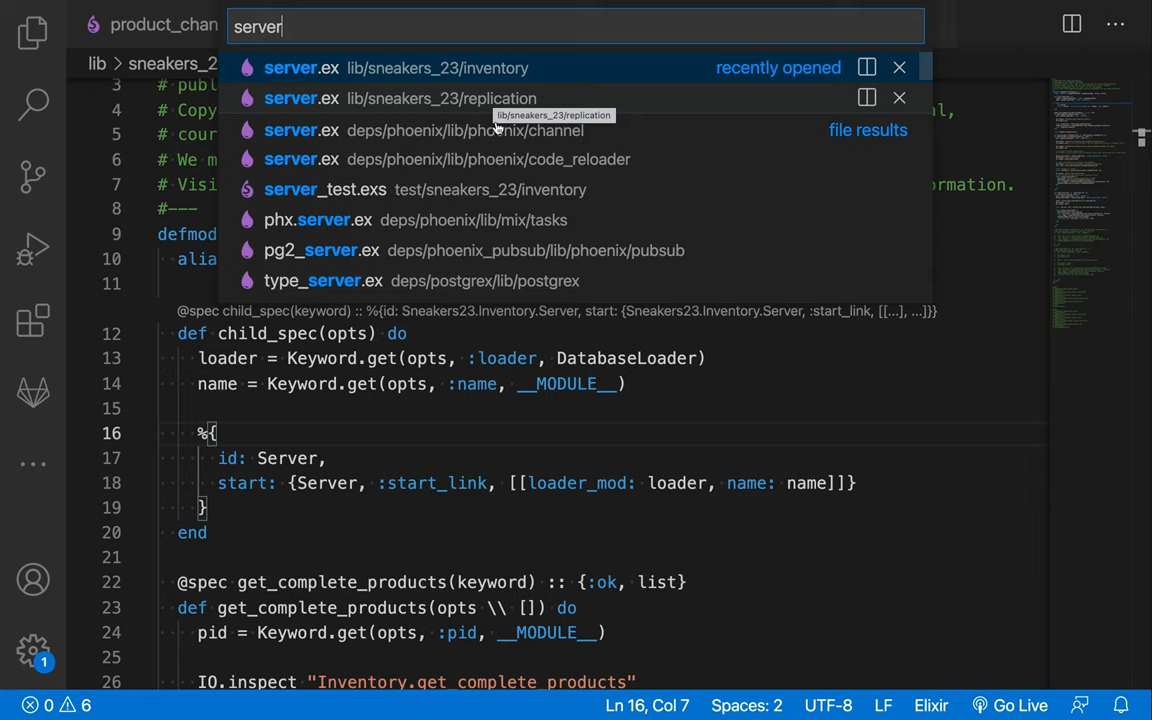 product_chan
server
lib > sneakers_2
server.ex lib/sneakers_23/inventory recently opened
server.ex lib/sneakers_23/replication
lib/sneakers_23/replication
server.ex deps/phoenix/lib/phoenix/channel file results
server.ex deps/phoenix/lib/phoenix/code_reloader
server_test.exs test/sneakers_23/inventory
phx.server.ex deps/phoenix/lib/mix/tasks
pg2_server.ex deps/phoenix_pubsub/lib/phoenix/pubsub
type_server.ex deps/postgrex/lib/postgrex
3 # publ
4 # Copy al,
5 # cour
6 # We m
7 # Visi rmation.
8 #---
9 defmod
10 alia
11
@spec child_spec(keyword) :: %{id: Sneakers23.Inventory.Server, start: {Sneakers23.Inventory.Server, :start_link, [[...], ...]}}
12 def child_spec(opts) do
13 loader = Keyword.get(opts, :loader, DatabaseLoader)
14 name = Keyword.get(opts, :name, __MODULE__)
15
16 %{
17 id: Server,
18 start: {Server, :start_link, [[loader_mod: loader, name: name]]}
19 }
20 end
21
22 @spec get_complete_products(keyword) :: {:ok, list}
23 def get_complete_products(opts \\ []) do
24 pid = Keyword.get(opts, :pid, __MODULE__)
25
26 IO.inspect "Inventory.get_complete_products"
1
0 6 Ln 16, Col 7 Spaces: 2 UTF-8 LF Elixir Go Live